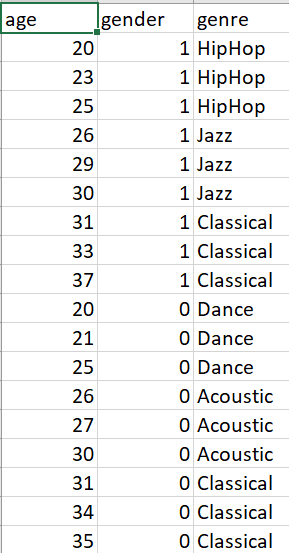 age gender genre
20 1 HipHop
23 1 HipHop
25 1 HipHop
26 1 Jazz
29 1 Jazz
30 1 Jazz
31 1 Classical
33 1 Classical
37 1 Classical
20 0 Dance
21 0 Dance
25 0 Dance
26 0 Acoustic
27 0 Acoustic
30 0 Acoustic
31 0 Classical
34 0 Classical
35 0 Classical